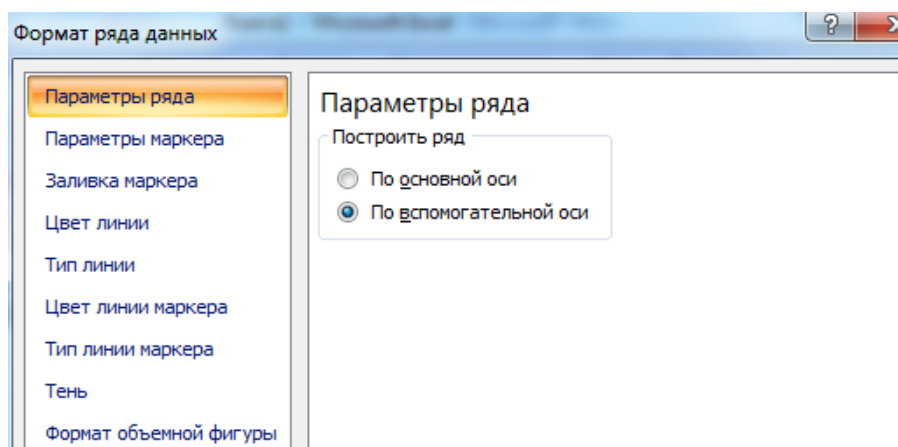 Формат ряда данных
Параметры ряда
Параметры маркера
Заливка маркера
Цвет линии
Тип линии
Цвет линии маркера
Тип линии маркера
Тень
Формат объемной фигуры
Параметры ряда
Построить ряд
По основной оси
По вспомогательной оси